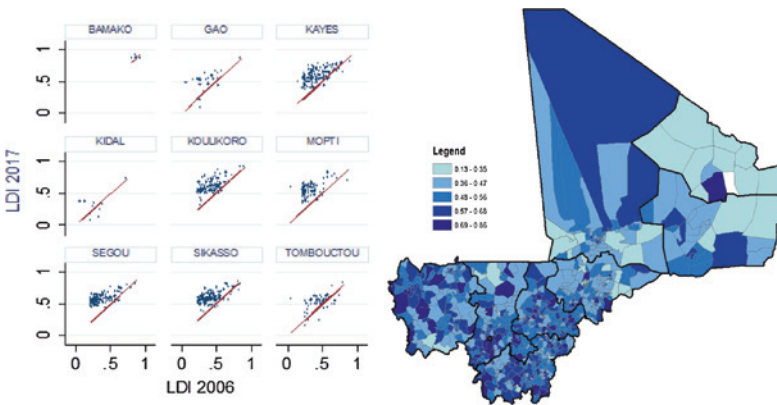 BAMAKO GAO KAYES
1
.5
0
KIDAL KOULIKORO MOPTI
1
.5
0
SEGOU SIKASSO TOMBOUCTOU
1
.5
0
0 .5 1 0 .5 1 0 .5 1
LDI 2017
LDI 2006
Legend
0.13 - 0.35
0.36 - 0.47
0.48 - 0.56
0.57 - 0.68
0.69 - 0.86